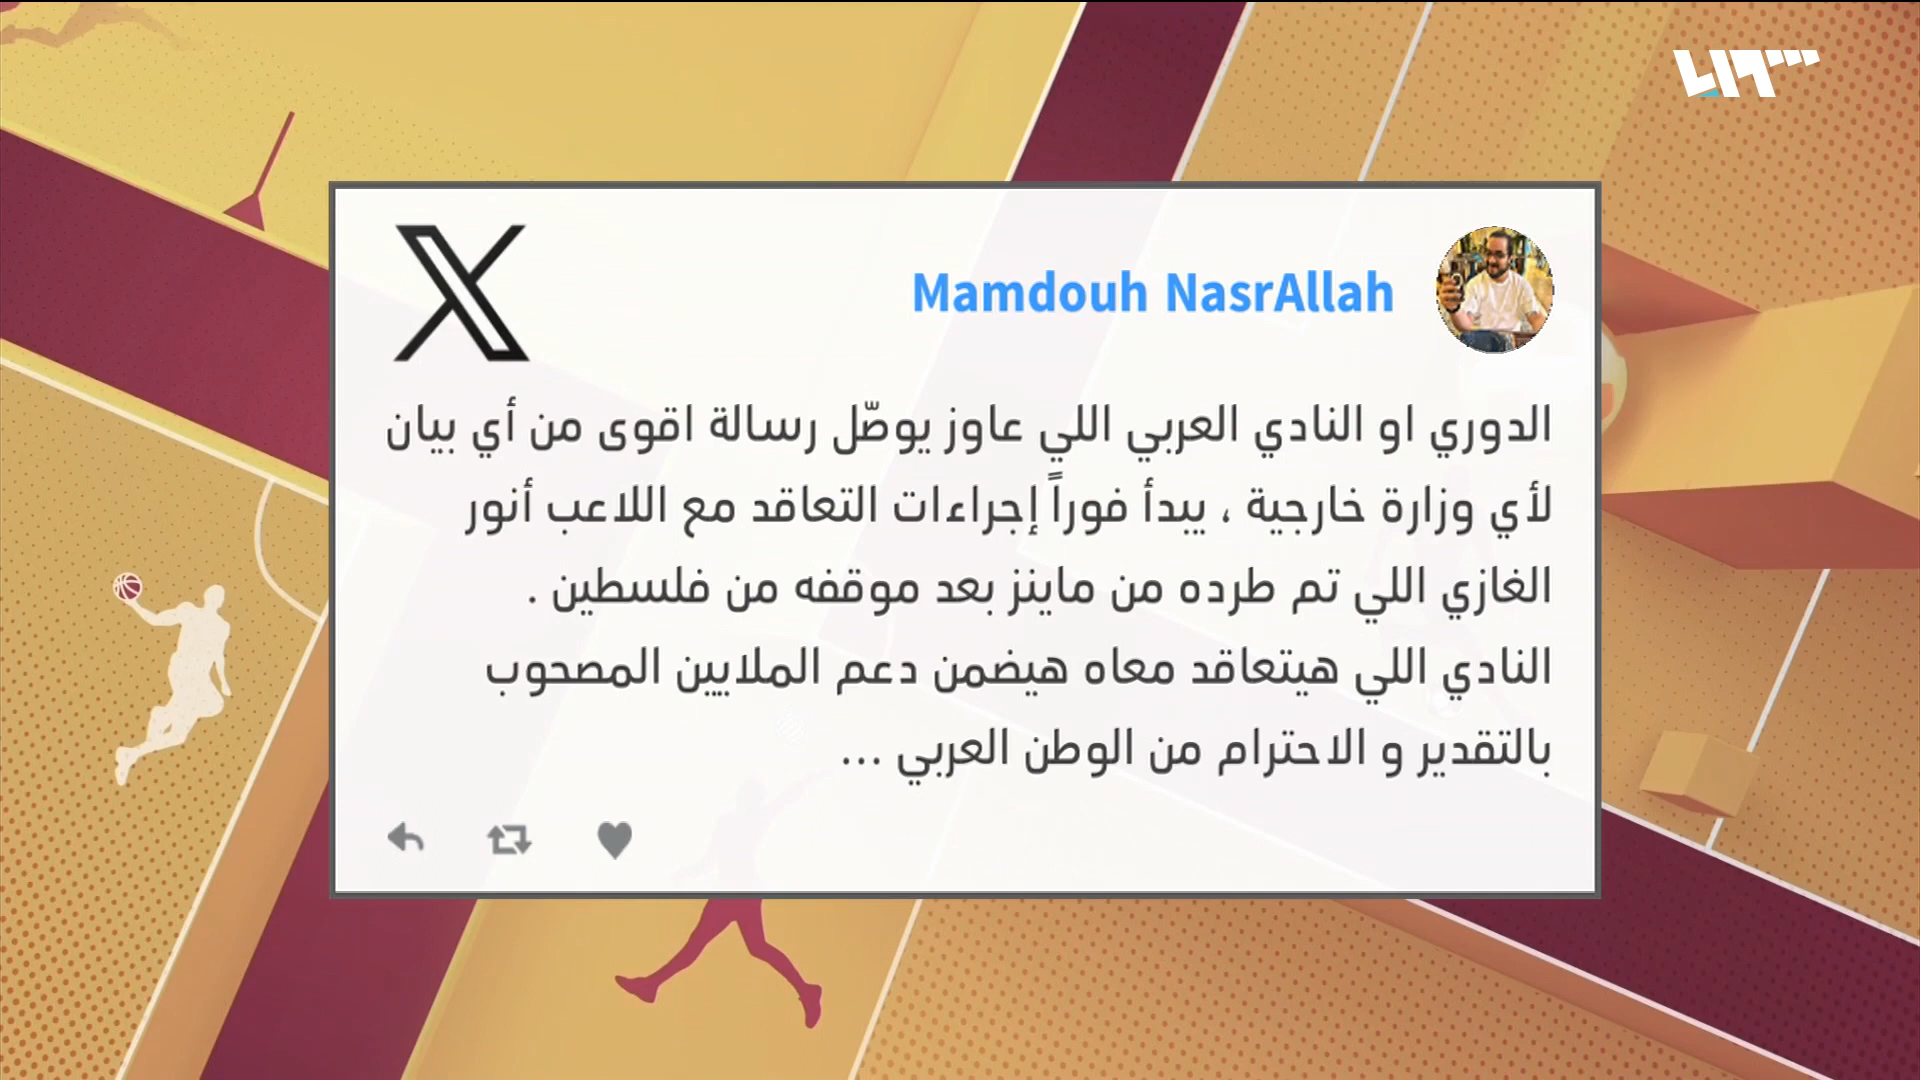 Mamdouh NasrAllah
الدوري او النادي العربي اللي عاوز يوصّل رسالة اقوى من أي بيان
لأي وزارة خارجية ، يبدأ فوراً إجراءات التعاقد مع اللاعب أنور
الغازي اللي تم طرده من ماينز بعد موقفه من فلسطين .
النادي اللي هيتعاقد معاه هيضمن دعم الملايين المصحوب
بالتقدير و الاحترام من الوطن العربي ...